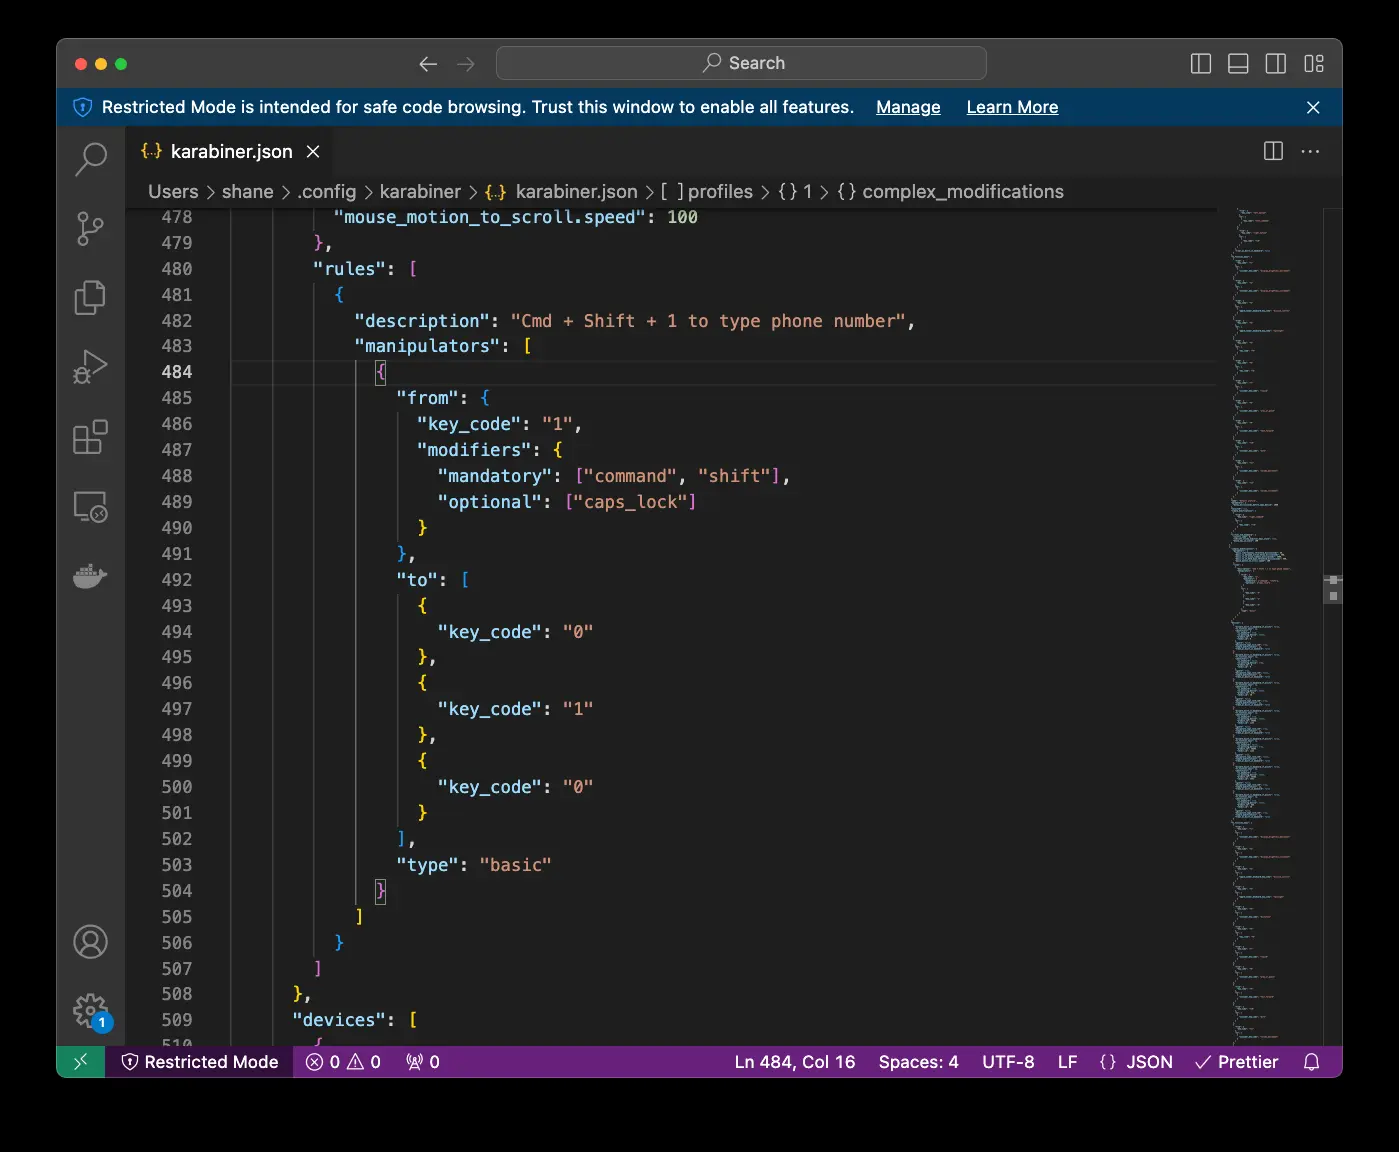 Search
Restricted Mode is intended for safe code browsing. Trust this window to enable all features. Manage Learn More
{..} karabiner.json
Users > shane > .config > karabiner > {..} karabiner.json > [ ] profiles > { } 1 > { } complex_modifications
478 "mouse_motion_to_scroll.speed": 100
479 },
480 "rules": [
481 {
482 "description": "Cmd + Shift + 1 to type phone number",
483 "manipulators": [
484 {
485 "from": {
486 "key_code": "1",
487 "modifiers": {
488 "mandatory": ["command", "shift"],
489 "optional": ["caps_lock"]
490 }
491 },
492 "to": [
493 {
494 "key_code": "0"
495 },
496 {
497 "key_code": "1"
498 },
499 {
500 "key_code": "0"
501 }
502 ],
503 "type": "basic"
504 }
505 ]
506 }
507 ]
508 },
509 "devices": [
510 {
1
Restricted Mode 0 0 0 Ln 484, Col 16 Spaces: 4 UTF-8 LF { } JSON Prettier